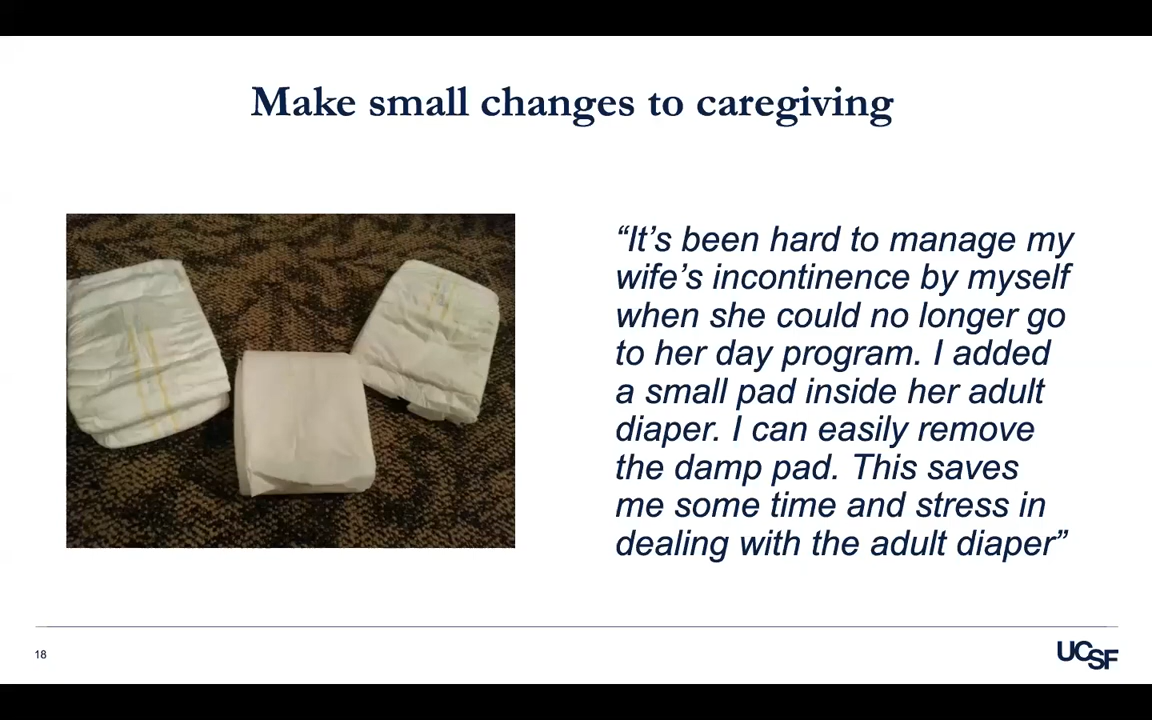 Make small changes to caregiving
“It’s been hard to manage my
wife’s incontinence by myself
when she could no longer go
to her day program. I added
a small pad inside her adult
diaper. I can easily remove
the damp pad. This saves
me some time and stress in
dealing with the adult diaper”
18
UCSF